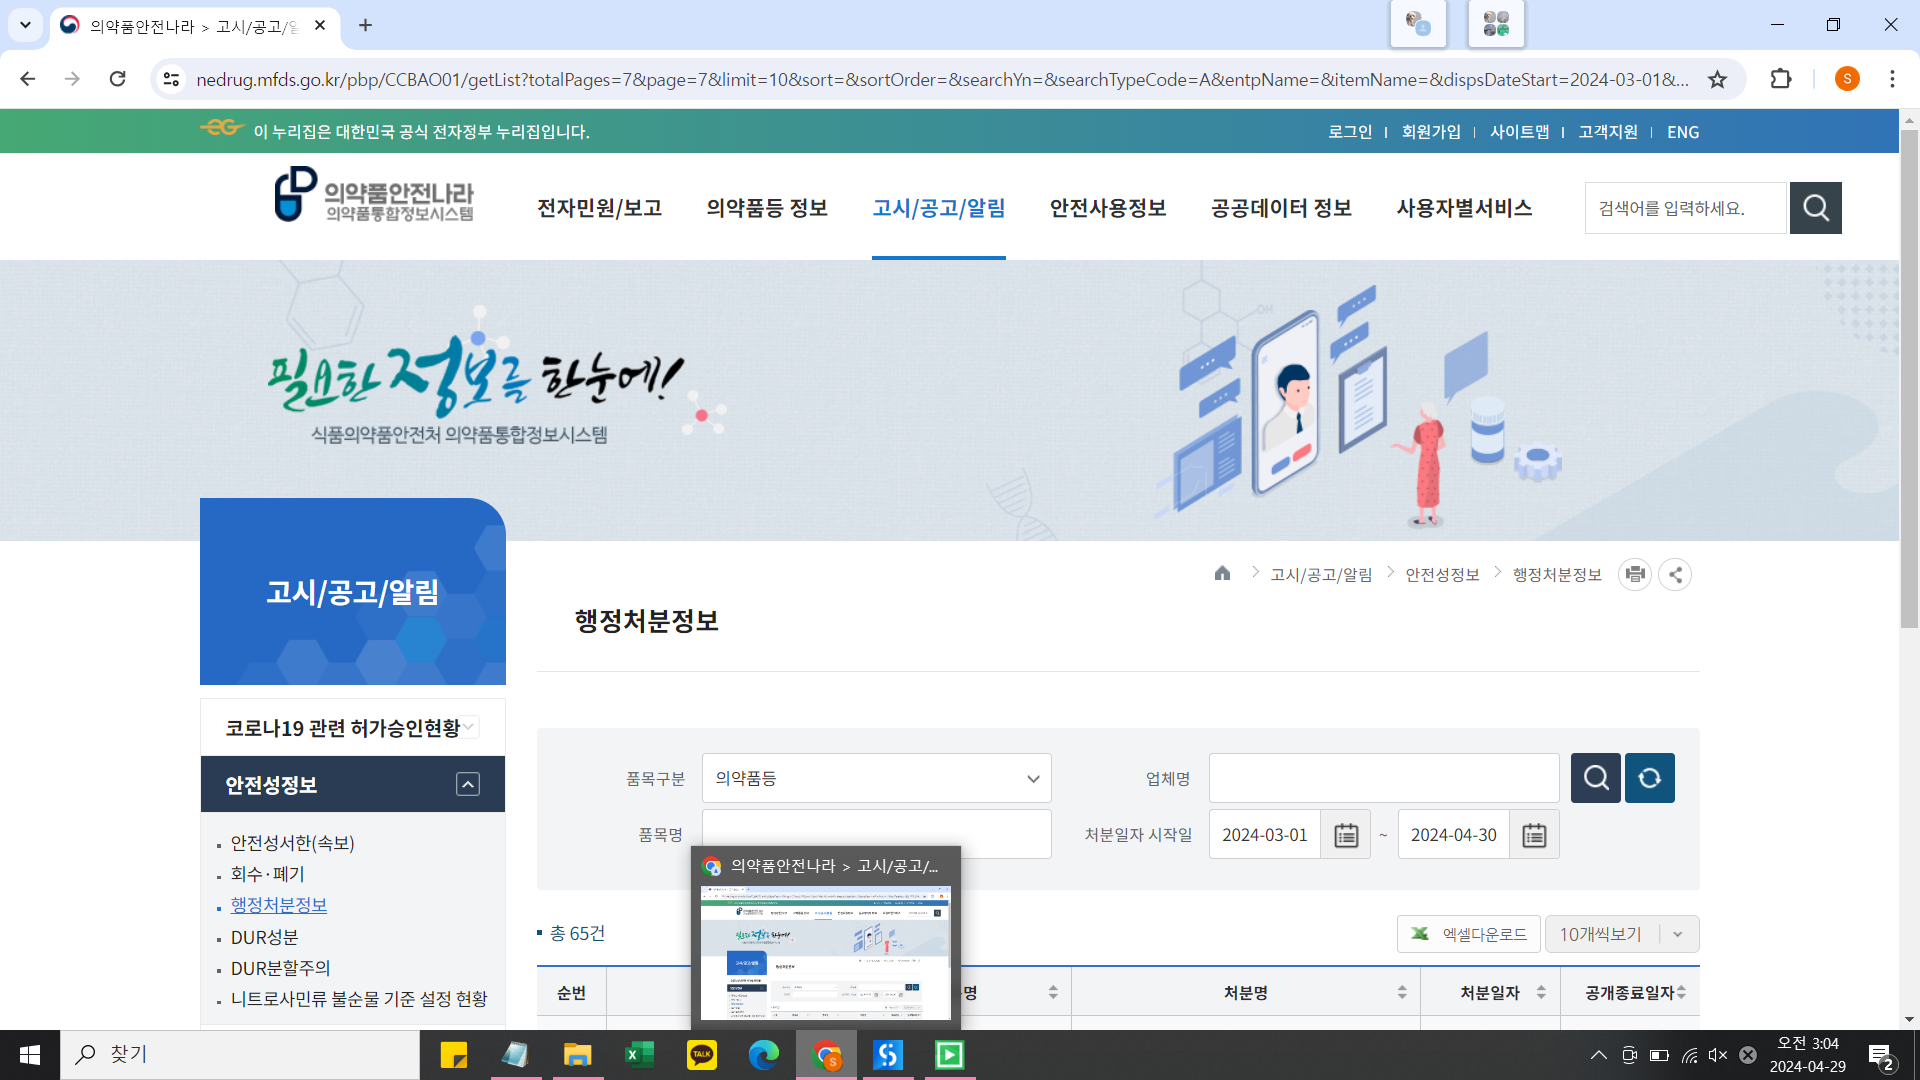 의약품안전나라 > 고시/공고/알
nedrug.mfds.go.kr/pbp/CCBAO01/getList?totalPages=7&page=7&limit=10&sort=&sortOrder=&searchYn=&searchTypeCode=A&entpName=&itemName=&dispsDateStart=2024-03-01&...
S
이 누리집은 대한민국 공식 전자정부 누리집입니다.
로그인 회원가입 사이트맵 고객지원 ENG
의약품안전나라
의약품통합정보시스템
전자민원/보고 의약품등 정보 고시/공고/알림 안전사용정보 공공데이터 정보 사용자별서비스
검색어를 입력하세요.
OH
필요한 정보를 한눈에!
식품의약품안전처 의약품통합정보시스템
고시/공고/알림
고시/공고/알림 > 안전성정보 > 행정처분정보
행정처분정보
코로나19 관련 허가승인현황
안전성정보
안전성서한(속보)
회수·폐기
행정처분정보
DUR성분
DUR분할주의
니트로사민류 불순물 기준 설정 현황
품목구분 의약품등 업체명
품목명 처분일자 시작일 2024-03-01 ~ 2024-04-30
의약품안전나라 > 고시/공고/...
총 65건
엑셀다운로드 10개씩보기
순번 명 처분명 처분일자 공개종료일자
찾기
TALK
S
오전 3:04
2024-04-29
2